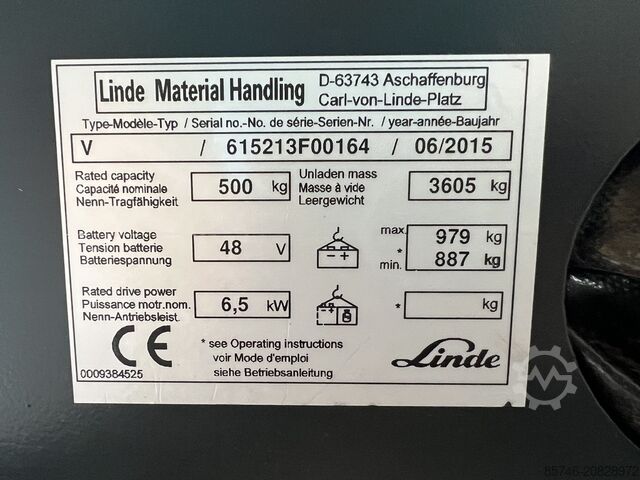 Linde Material Handling D-63743 Aschaffenburg
Carl-von-Linde-Platz
Type-Modèle-Typ / Serial no.-No. de série-Serien-Nr. / year-année-Baujahr
V / 615213F00164 / 06/2015
Rated capacity
Capacité nominale
Nenn-Tragfähigkeit
500 kg
Unladen mass
Masse à vide
Leergewicht
3605 kg
Battery voltage
Tension batterie
Batteriespannung
48 V
- +
max. 979 kg
*
min. 887 kg
Rated drive power
Puissance motr.nom.
Nenn-Antriebsleist.
6,5 kW
* kg
CE
0009384525
* see Operating instructions
voir Mode d'emploi
siehe Betriebsanleitung
Linde
85746-20828972